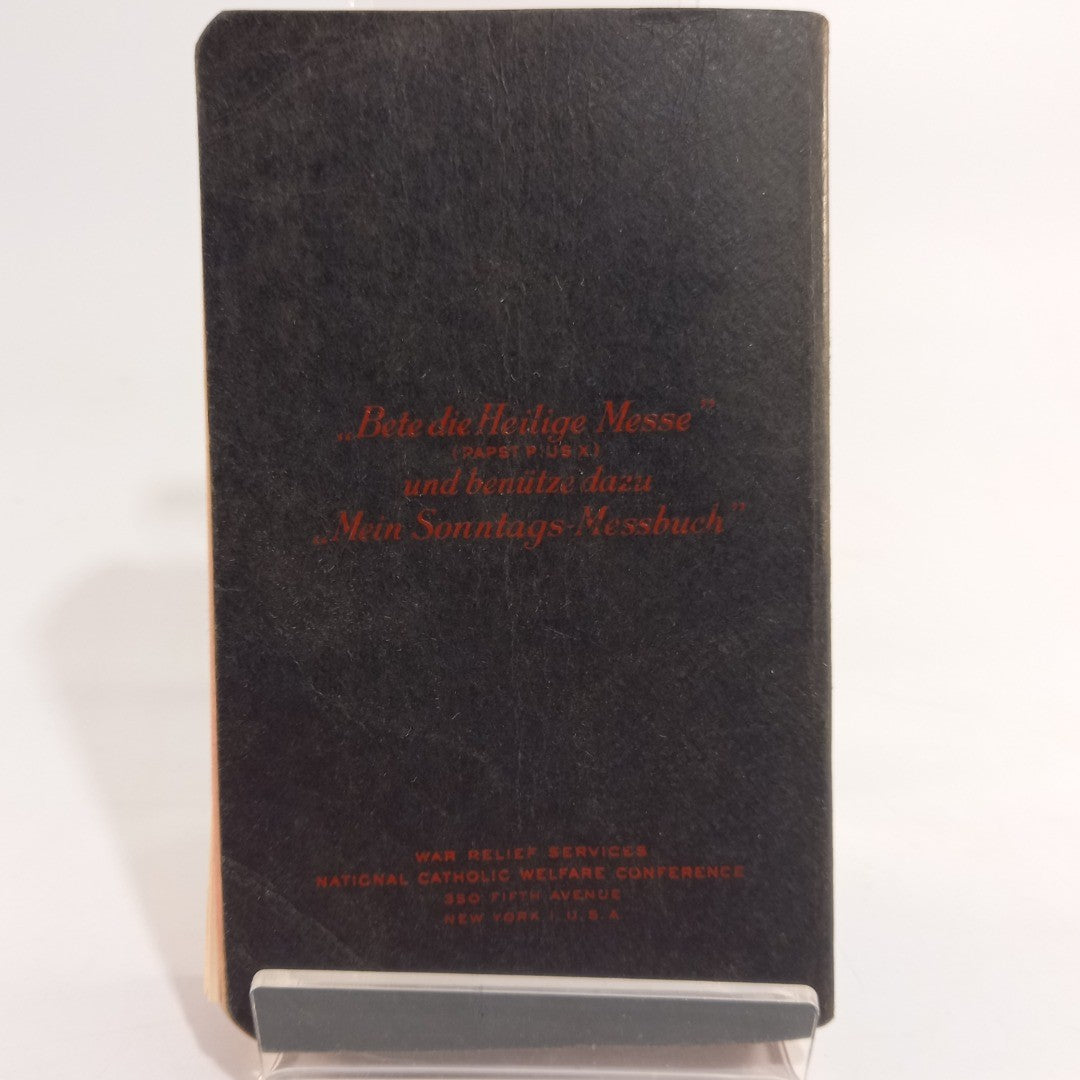 „Bete die Heilige Messe”
(PAPST PIUS X.)
und benütze dazu
„Mein Sonntags-Messbuch”
WAR RELIEF SERVICES
NATIONAL CATHOLIC WELFARE CONFERENCE
350 FIFTH AVENUE
NEW YORK 1, U. S. A